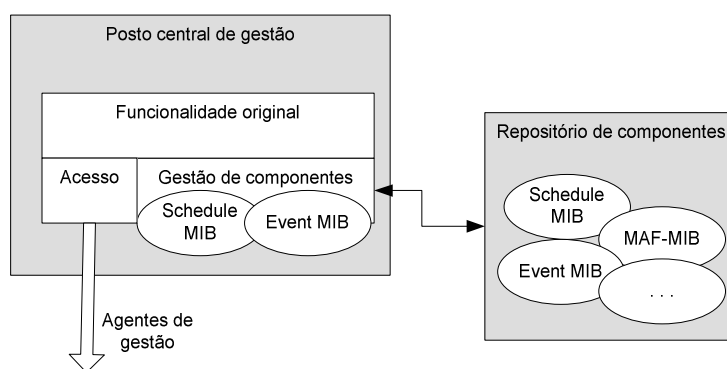 Posto central de gestão
Funcionalidade original
Acesso
Gestão de componentes
Schedule
MIB
Event MIB
Agentes de
gestão
Repositório de componentes
Schedule
MIB
MAF-MIB
Event MIB
. . .